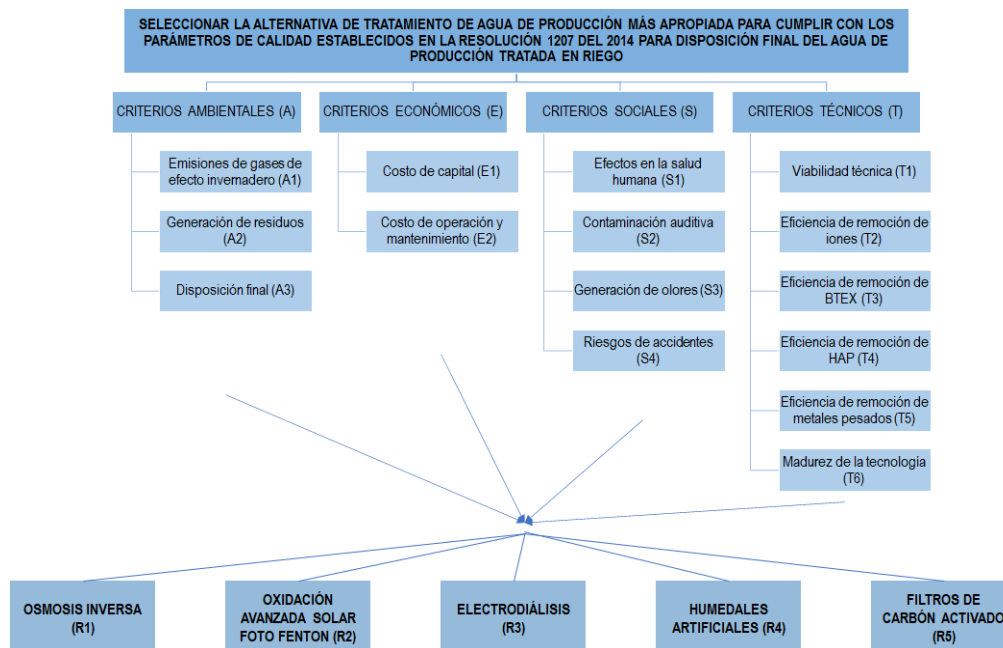 SELECCIONAR LA ALTERNATIVA DE TRATAMIENTO DE AGUA DE PRODUCCIÓN MÁS APROPIADA PARA CUMPLIR CON LOS
PARÁMETROS DE CALIDAD ESTABLECIDOS EN LA RESOLUCIÓN 1207 DEL 2014 PARA DISPOSICIÓN FINAL DEL AGUA DE
PRODUCCIÓN TRATADA EN RIEGO
CRITERIOS AMBIENTALES (A)
Emisiones de gases de
efecto invernadero (A1)
Generación de residuos
(A2)
Disposición final (A3)
CRITERIOS ECONÓMICOS (E)
Costo de capital (E1)
Costo de operación y
mantenimiento (E2)
CRITERIOS SOCIALES (S)
Efectos en la salud
humana (S1)
Contaminación auditiva
(S2)
Generación de olores (S3)
Riesgos de accidentes
(S4)
CRITERIOS TÉCNICOS (T)
Viabilidad técnica (T1)
Eficiencia de remoción de
iones (T2)
Eficiencia de remoción de
BTEX (T3)
Eficiencia de remoción de
HAP (T4)
Eficiencia de remoción de
metales pesados (T5)
Madurez de la tecnología
(T6)
OSMOSIS INVERSA
(R1)
OXIDACIÓN
AVANZADA SOLAR
FOTO FENTON (R2)
ELECTRODIÁLISIS
(R3)
HUMEDALES
ARTIFICIALES (R4)
FILTROS DE
CARBÓN ACTIVADO
(R5)